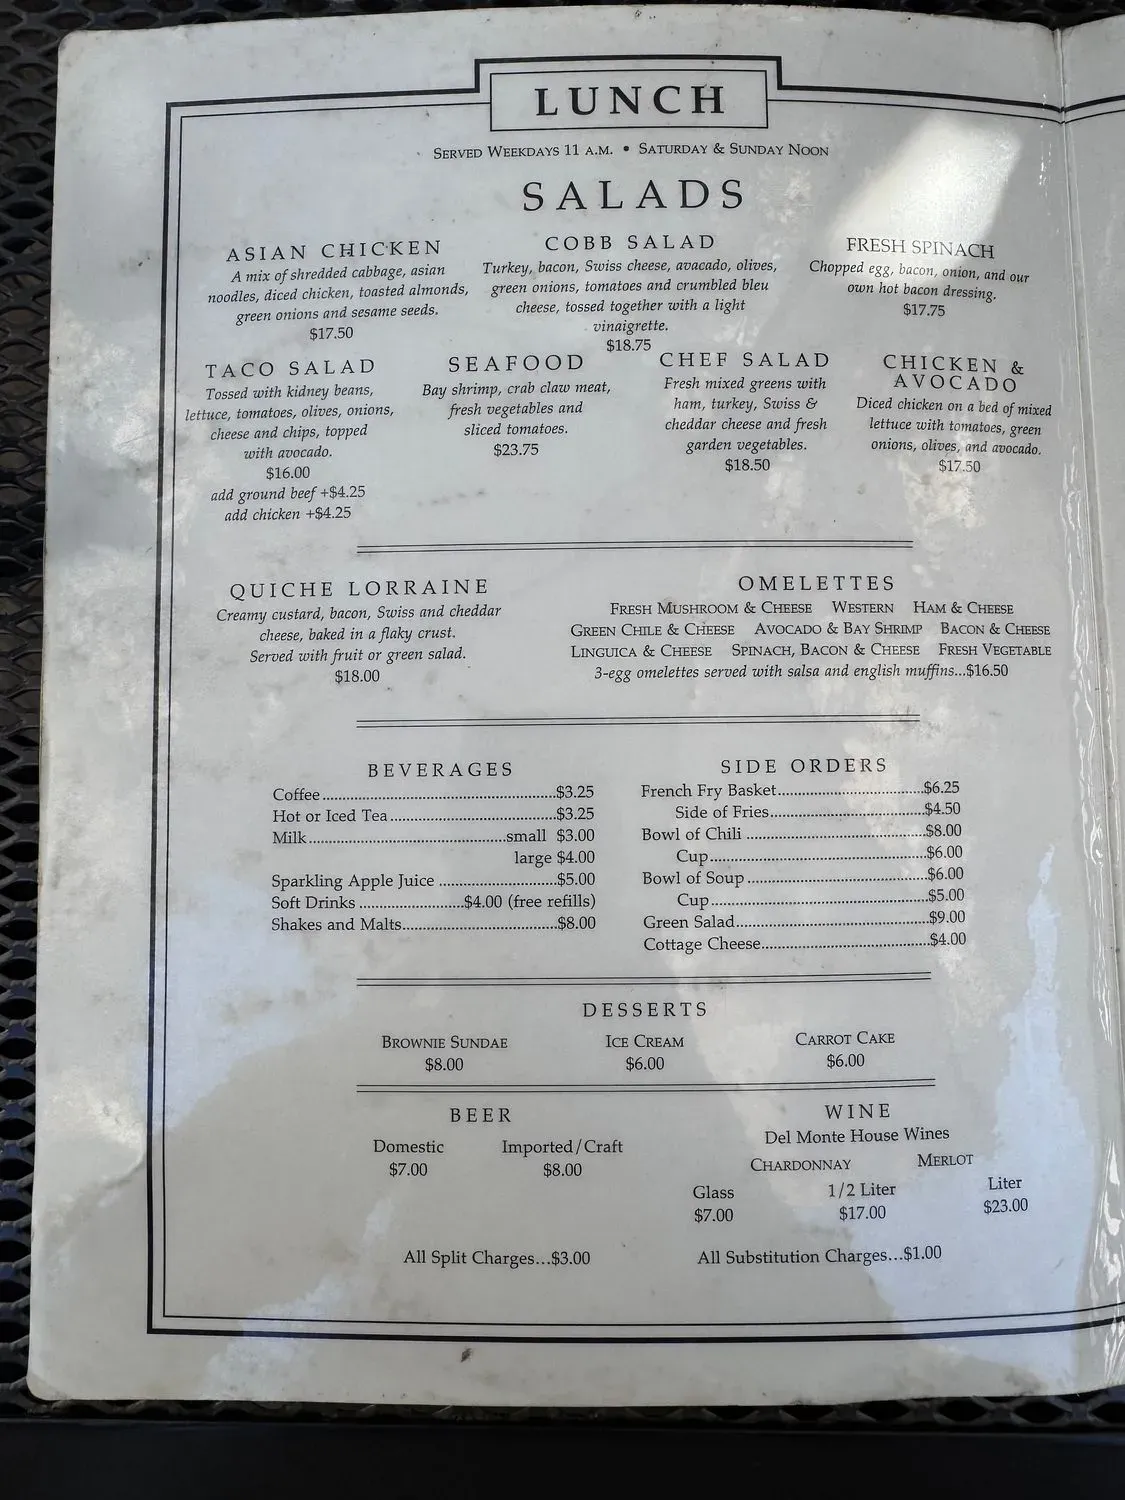 LUNCH
SERVED WEEKDAYS 11 A.M. • SATURDAY & SUNDAY NOON
SALADS
ASIAN CHICKEN
A mix of shredded cabbage, asian
noodles, diced chicken, toasted almonds,
green onions and sesame seeds.
$17.50
COBB SALAD
Turkey, bacon, Swiss cheese, avacado, olives,
green onions, tomatoes and crumbled bleu
cheese, tossed together with a light
vinaigrette.
$18.75
FRESH SPINACH
Chopped egg, bacon, onion, and our
own hot bacon dressing.
$17.75
TACO SALAD
Tossed with kidney beans,
lettuce, tomatoes, olives, onions,
cheese and chips, topped
with avocado.
$16.00
add ground beef +$4.25
add chicken +$4.25
SEAFOOD
Bay shrimp, crab claw meat,
fresh vegetables and
sliced tomatoes.
$23.75
CHEF SALAD
Fresh mixed greens with
ham, turkey, Swiss &
cheddar cheese and fresh
garden vegetables.
$18.50
CHICKEN &
AVOCADO
Diced chicken on a bed of mixed
lettuce with tomatoes, green
onions, olives, and avocado.
$17.50
QUICHE LORRAINE
Creamy custard, bacon, Swiss and cheddar
cheese, baked in a flaky crust.
Served with fruit or green salad.
$18.00
OMELETTES
FRESH MUSHROOM & CHEESE WESTERN HAM & CHEESE
GREEN CHILE & CHEESE AVOCADO & BAY SHRIMP BACON & CHEESE
LINGUICA & CHEESE SPINACH, BACON & CHEESE FRESH VEGETABLE
3-egg omelettes served with salsa and english muffins...$16.50
BEVERAGES
Coffee....................$3.25
Hot or Iced Tea....................$3.25
Milk....................small $3.00
large $4.00
Sparkling Apple Juice ....................$5.00
Soft Drinks ....................$4.00 (free refills)
Shakes and Malts....................$8.00
SIDE ORDERS
French Fry Basket....................$6.25
Side of Fries....................$4.50
Bowl of Chili ....................$8.00
Cup....................$6.00
Bowl of Soup....................$6.00
Cup....................$5.00
Green Salad....................$9.00
Cottage Cheese....................$4.00
DESSERTS
BROWNIE SUNDAE ICE CREAM CARROT CAKE
$8.00 $6.00 $6.00
BEER
Domestic Imported/Craft
$7.00 $8.00
WINE
Del Monte House Wines
CHARDONNAY MERLOT
Glass 1/2 Liter Liter
$7.00 $17.00 $23.00
All Split Charges...$3.00 All Substitution Charges...$1.00